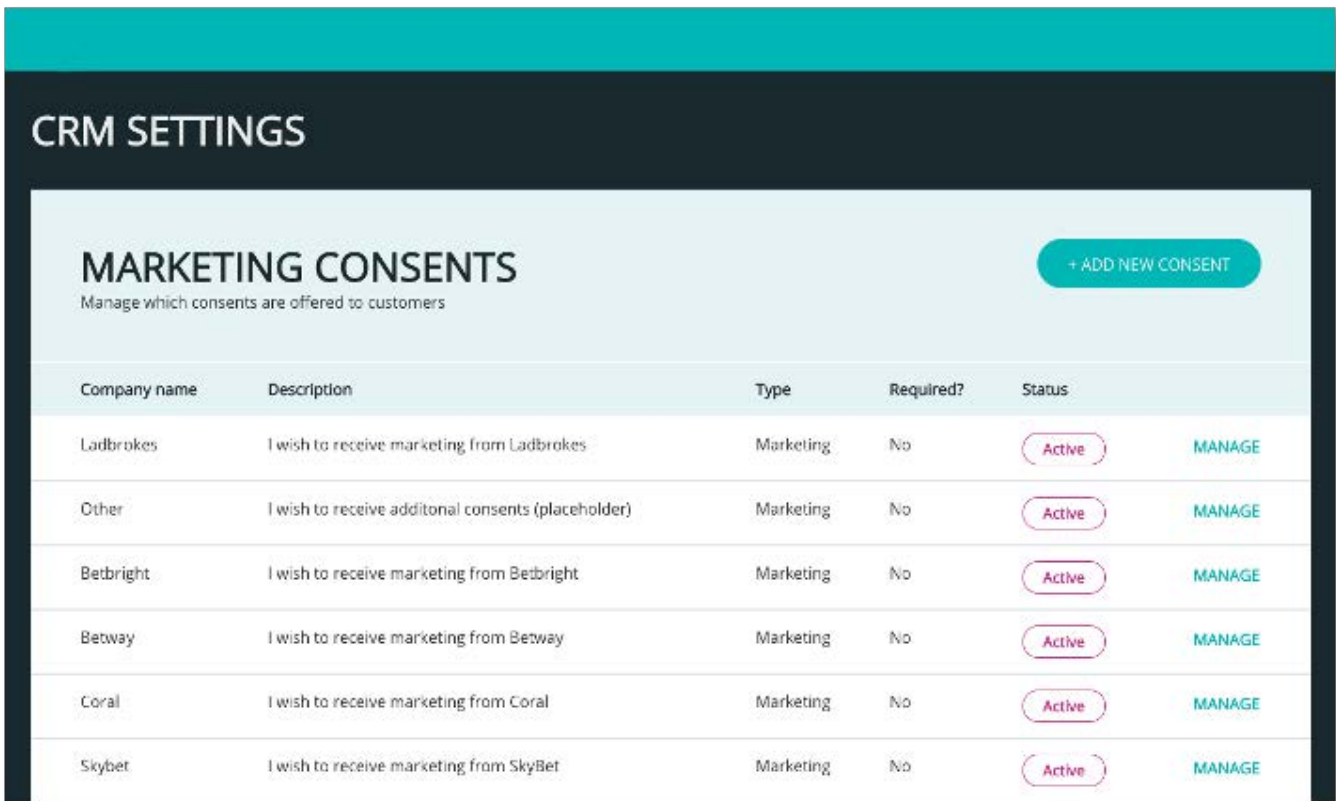 CRM SETTINGS
MARKETING CONSENTS
+ ADD NEW CONSENT
Manage which consents are offered to customers
Company name Description Type Required? Status
Ladbrokes I wish to receive marketing from Ladbrokes Marketing No Active MANAGE
Other I wish to receive additonal consents (placeholder) Marketing No Active MANAGE
Betbright I wish to receive marketing from Betbright Marketing No Active MANAGE
Betway I wish to receive marketing from Betway Marketing No Active MANAGE
Coral I wish to receive marketing from Coral Marketing No Active MANAGE
Skybet I wish to receive marketing from SkyBet Marketing No Active MANAGE